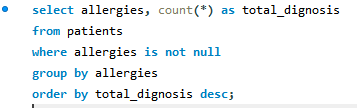 select allergies, count(*) as total_dignosis
from patients
where allergies is not null
group by allergies
order by total_dignosis desc;